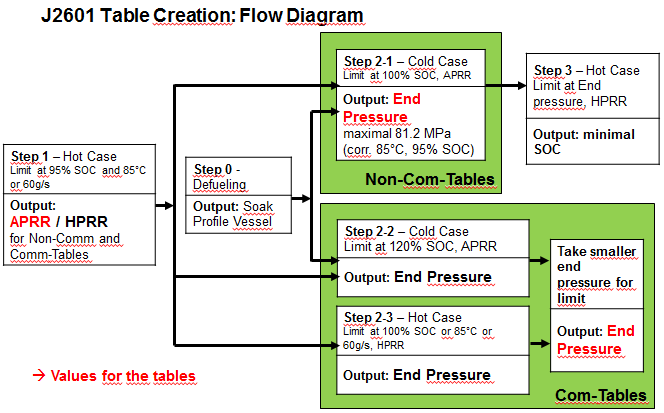 J2601 Table Creation: Flow Diagram
Step 1 – Hot Case
Limit at 95% SOC and 85°C
or 60g/s
Output:
APRR / HPRR
for Non-Comm and
Comm-Tables
Step 0 -
Defueling
Output: Soak
Profile Vessel
Step 2-1 – Cold Case
Limit at 100% SOC, APRR
Output: End
Pressure
maximal 81.2 MPa
(corr. 85°C, 95% SOC)
Non-Com-Tables
Step 3 - Hot Case
Limit at End
pressure, HPRR
Output: minimal
SOC
Step 2-2 – Cold Case
Limit at 120% SOC, APRR
Output: End Pressure
Step 2-3 – Hot Case
Limit at 100% SOC or 85°C or
60g/s, HPRR
Output: End Pressure
Take smaller
end
pressure for
limit
Output: End
Pressure
Com-Tables
→ Values for the tables